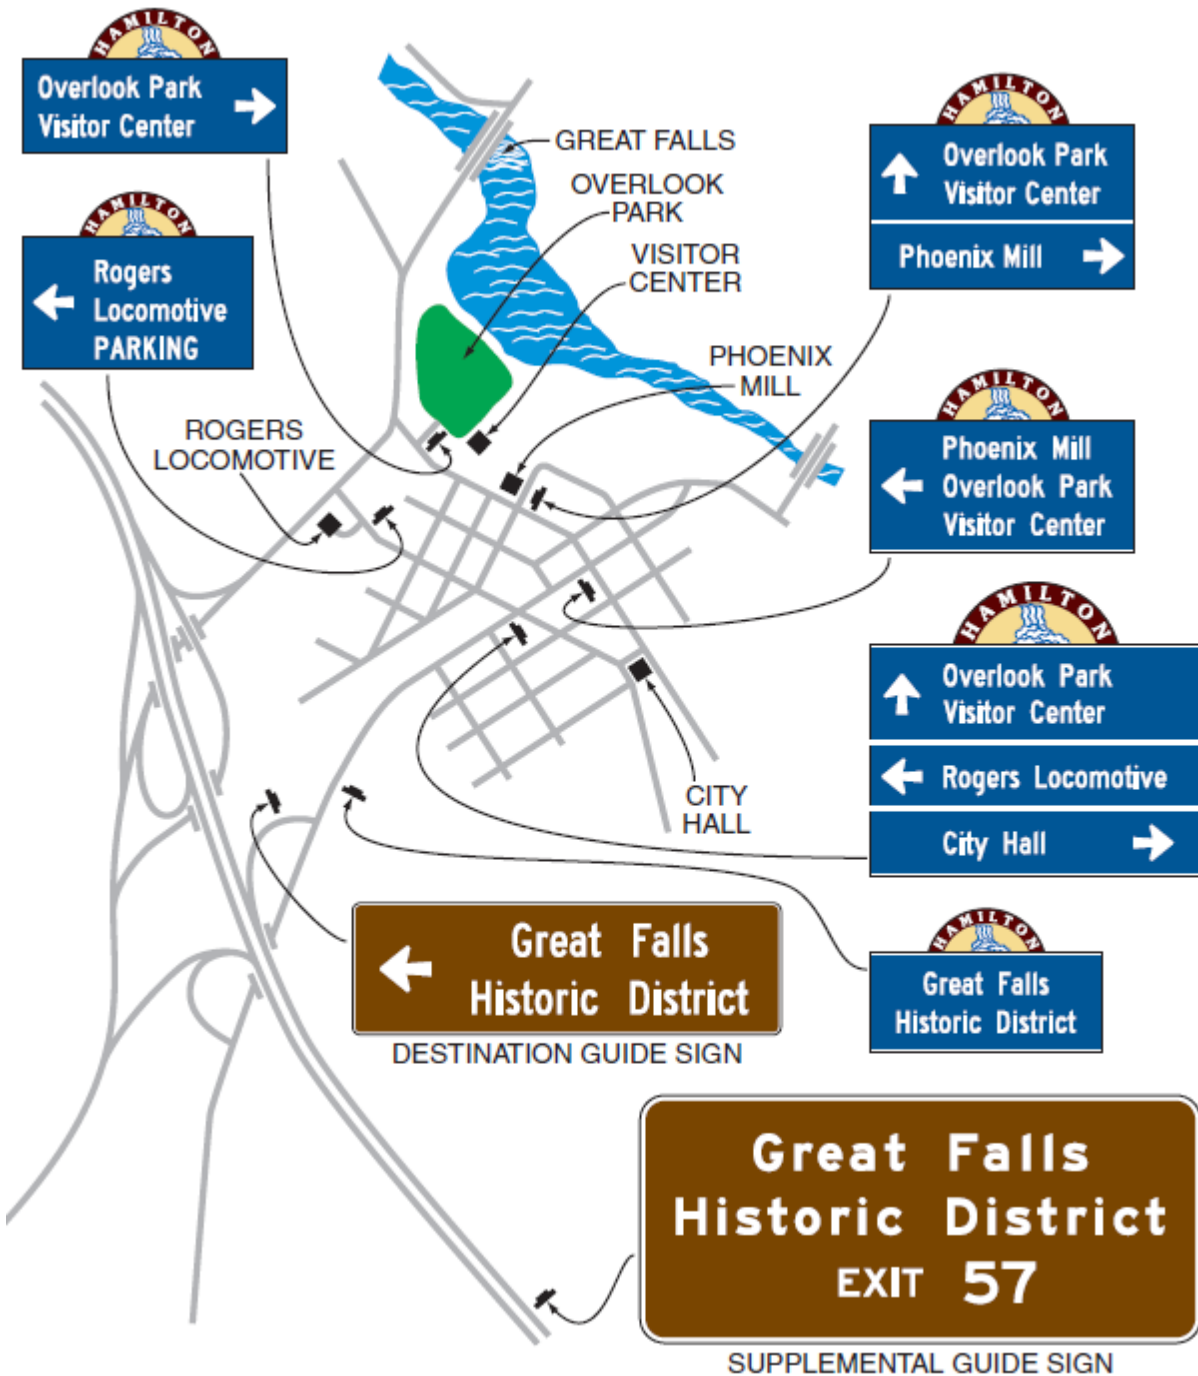 HAMILTON
Overlook Park
Visitor Center
HAMILTON
Rogers
Locomotive
PARKING
GREAT FALLS
OVERLOOK
PARK
VISITOR
CENTER
PHOENIX
MILL
ROGERS
LOCOMOTIVE
HAMILTON
Overlook Park
Visitor Center
Phoenix Mill
HAMILTON
Phoenix Mill
Overlook Park
Visitor Center
HAMILTON
Overlook Park
Visitor Center
Rogers Locomotive
City Hall
CITY
HALL
HAMILTON
Great Falls
Historic District
Great Falls
Historic District
DESTINATION GUIDE SIGN
Great Falls
Historic District
EXIT 57
SUPPLEMENTAL GUIDE SIGN